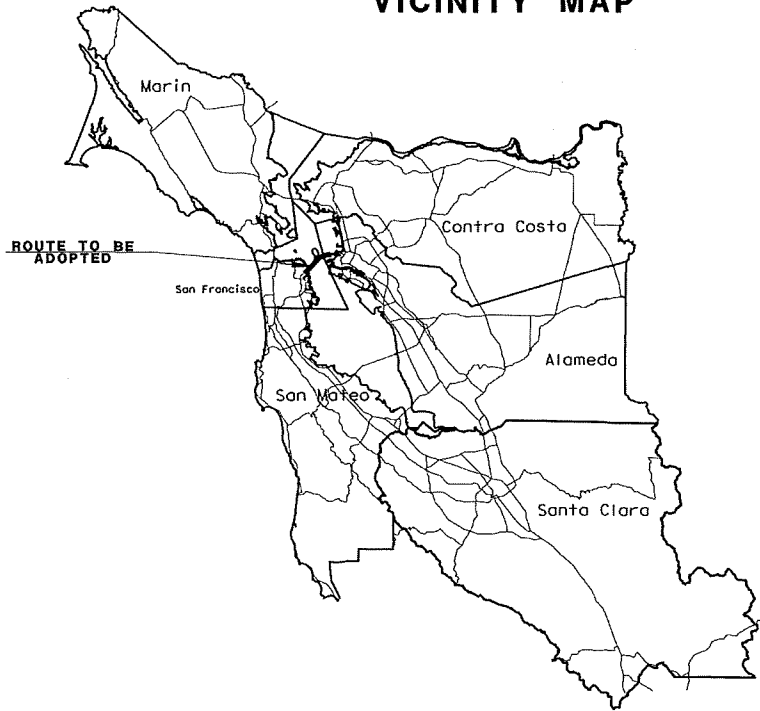 VICINITY MAP
Marin
Contra Costa
ROUTE TO BE
ADOPTED
San Francisco
Alameda
San Mateo
Santa Clara